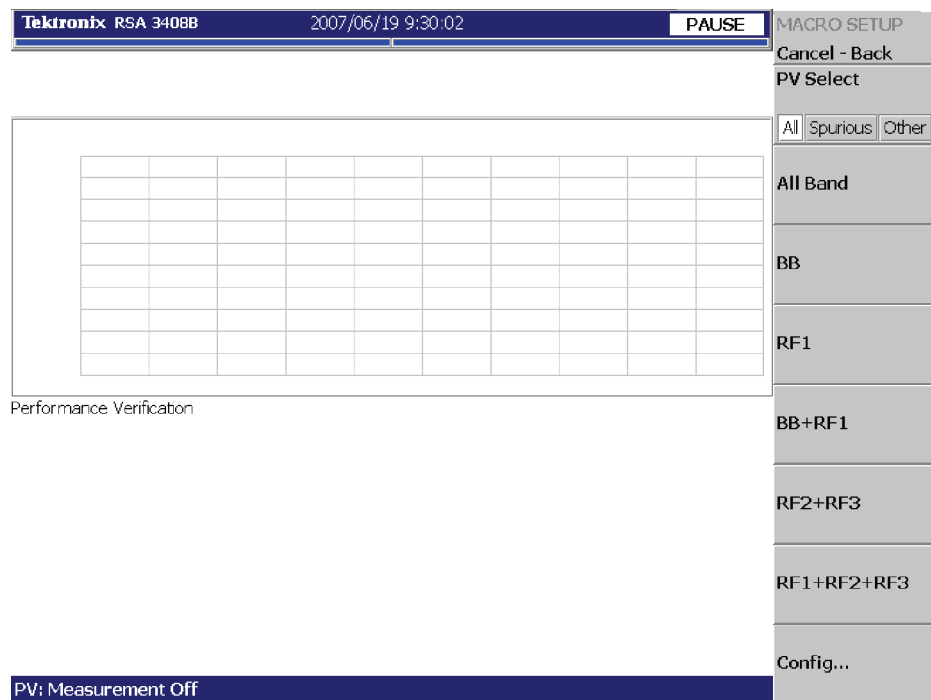 Tektronix RSA 3408B 2007/06/19 9:30:02 PAUSE
MACRO SETUP
Cancel - Back
PV Select
All Spurious Other
All Band
BB
RF1
Performance Verification
BB+RF1
RF2+RF3
RF1+RF2+RF3
Config...
PV: Measurement Off